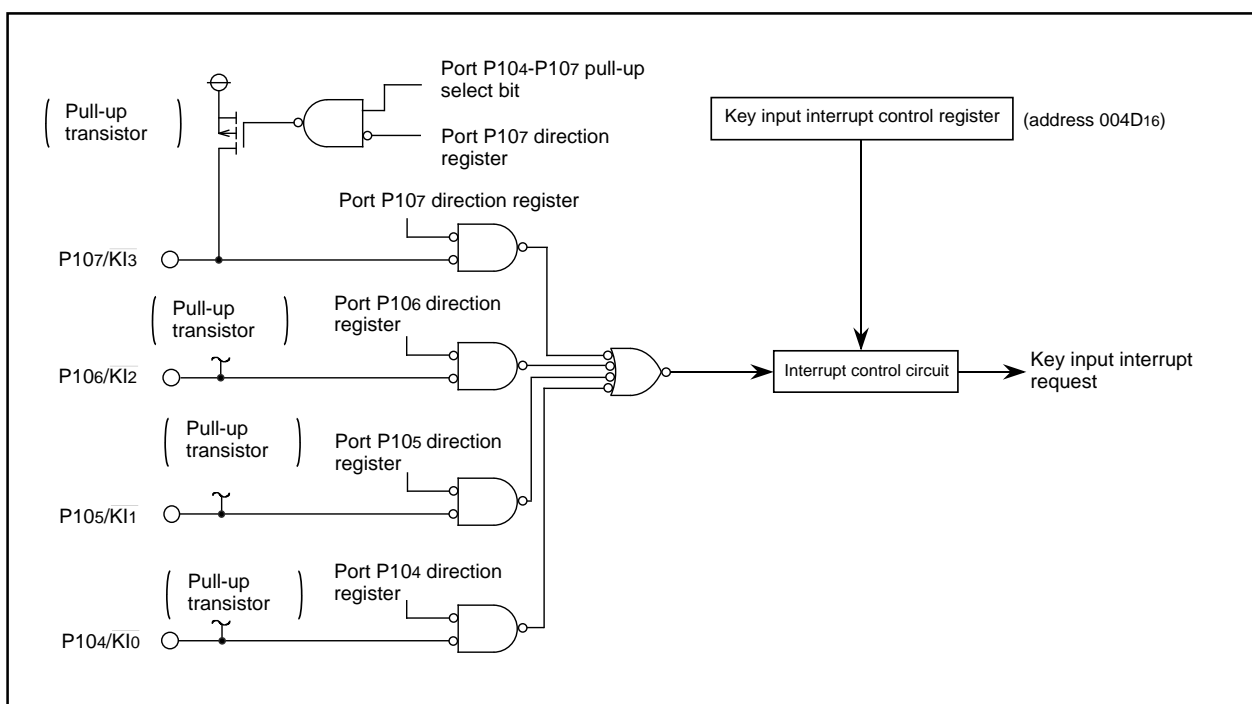 Port P104-P107 pull-up
select bit
( Pull-up
transistor )
Port P107 direction
register
Key input interrupt control register
(address 004D16)
Port P107 direction register
P107/KI3
( Pull-up
transistor )
Port P106 direction
register
P106/KI2
Interrupt control circuit
Key input interrupt
request
( Pull-up
transistor )
Port P105 direction
register
P105/KI1
( Pull-up
transistor )
Port P104 direction
register
P104/KI0